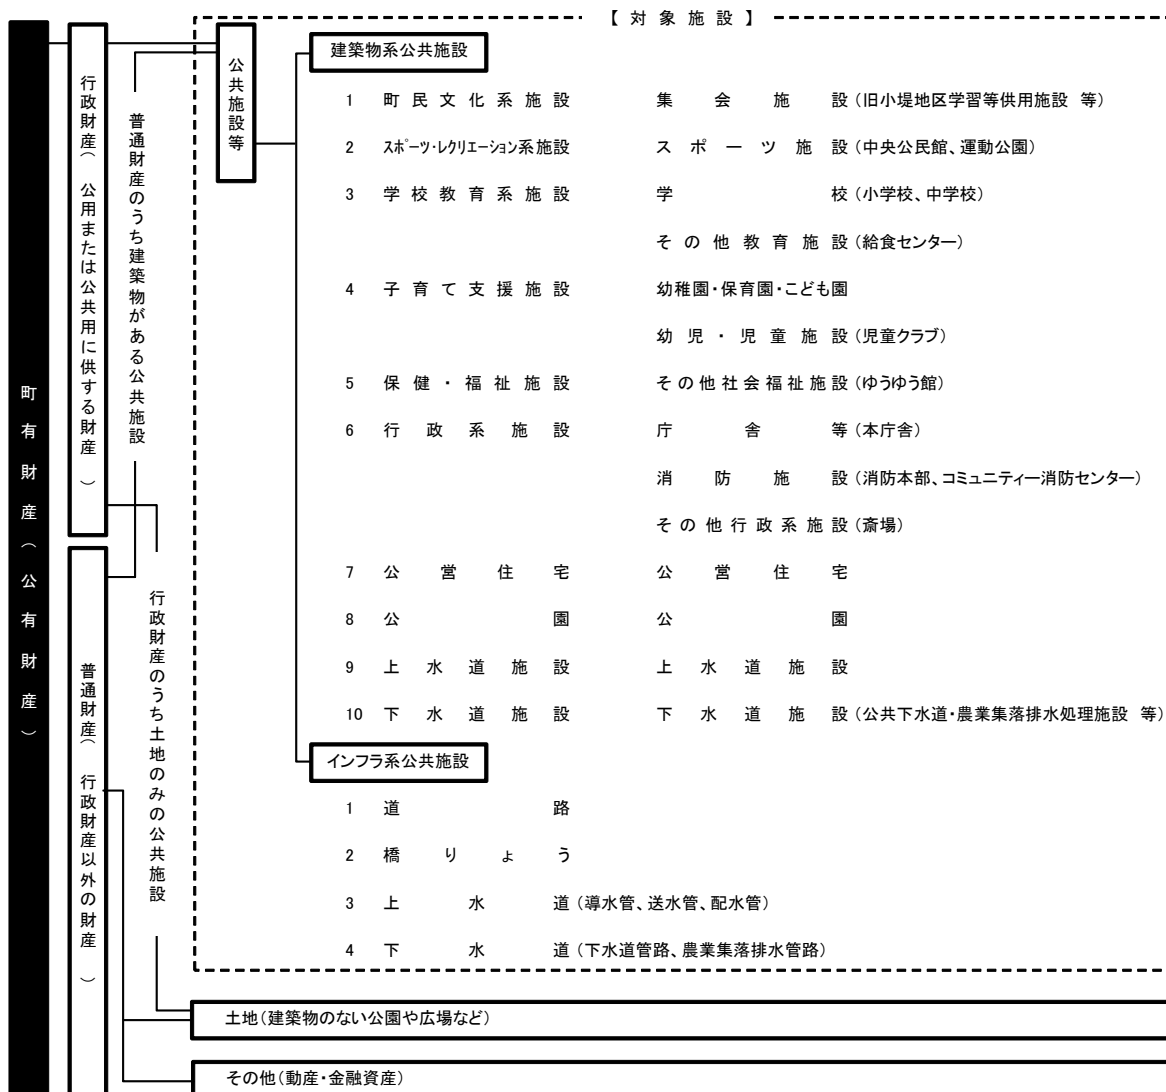 【対象施設】
町有財産(公有財産)
行政財産(公用または公共用に供する財産)
普通財産(行政財産以外の財産)
普通財産のうち建築物がある公共施設
行政財産のうち土地のみの公共施設
公共施設等
建築物系公共施設
1 町民文化系施設 集会施設(旧小堤地区学習等供用施設 等)
2 スポーツ・レクリエーション系施設 スポーツ施設(中央公民館、運動公園)
3 学校教育系施設 学校(小学校、中学校)
その他教育施設(給食センター)
4 子育て支援施設 幼稚園・保育園・こども園
幼児・児童施設(児童クラブ)
5 保健・福祉施設 その他社会福祉施設(ゆうゆう館)
6 行政系施設 庁舎等(本庁舎)
消防施設(消防本部、コミュニティー消防センター)
その他行政系施設(斎場)
7 公営住宅 公営住宅
8 公園 公園
9 上水道施設 上水道施設
10 下水道施設 下水道施設(公共下水道・農業集落排水処理施設 等)
インフラ系公共施設
1 道路
2 橋りょう
3 上水道(導水管、送水管、配水管)
4 下水道(下水道管路、農業集落排水管路)
土地(建築物のない公園や広場など)
その他(動産・金融資産)